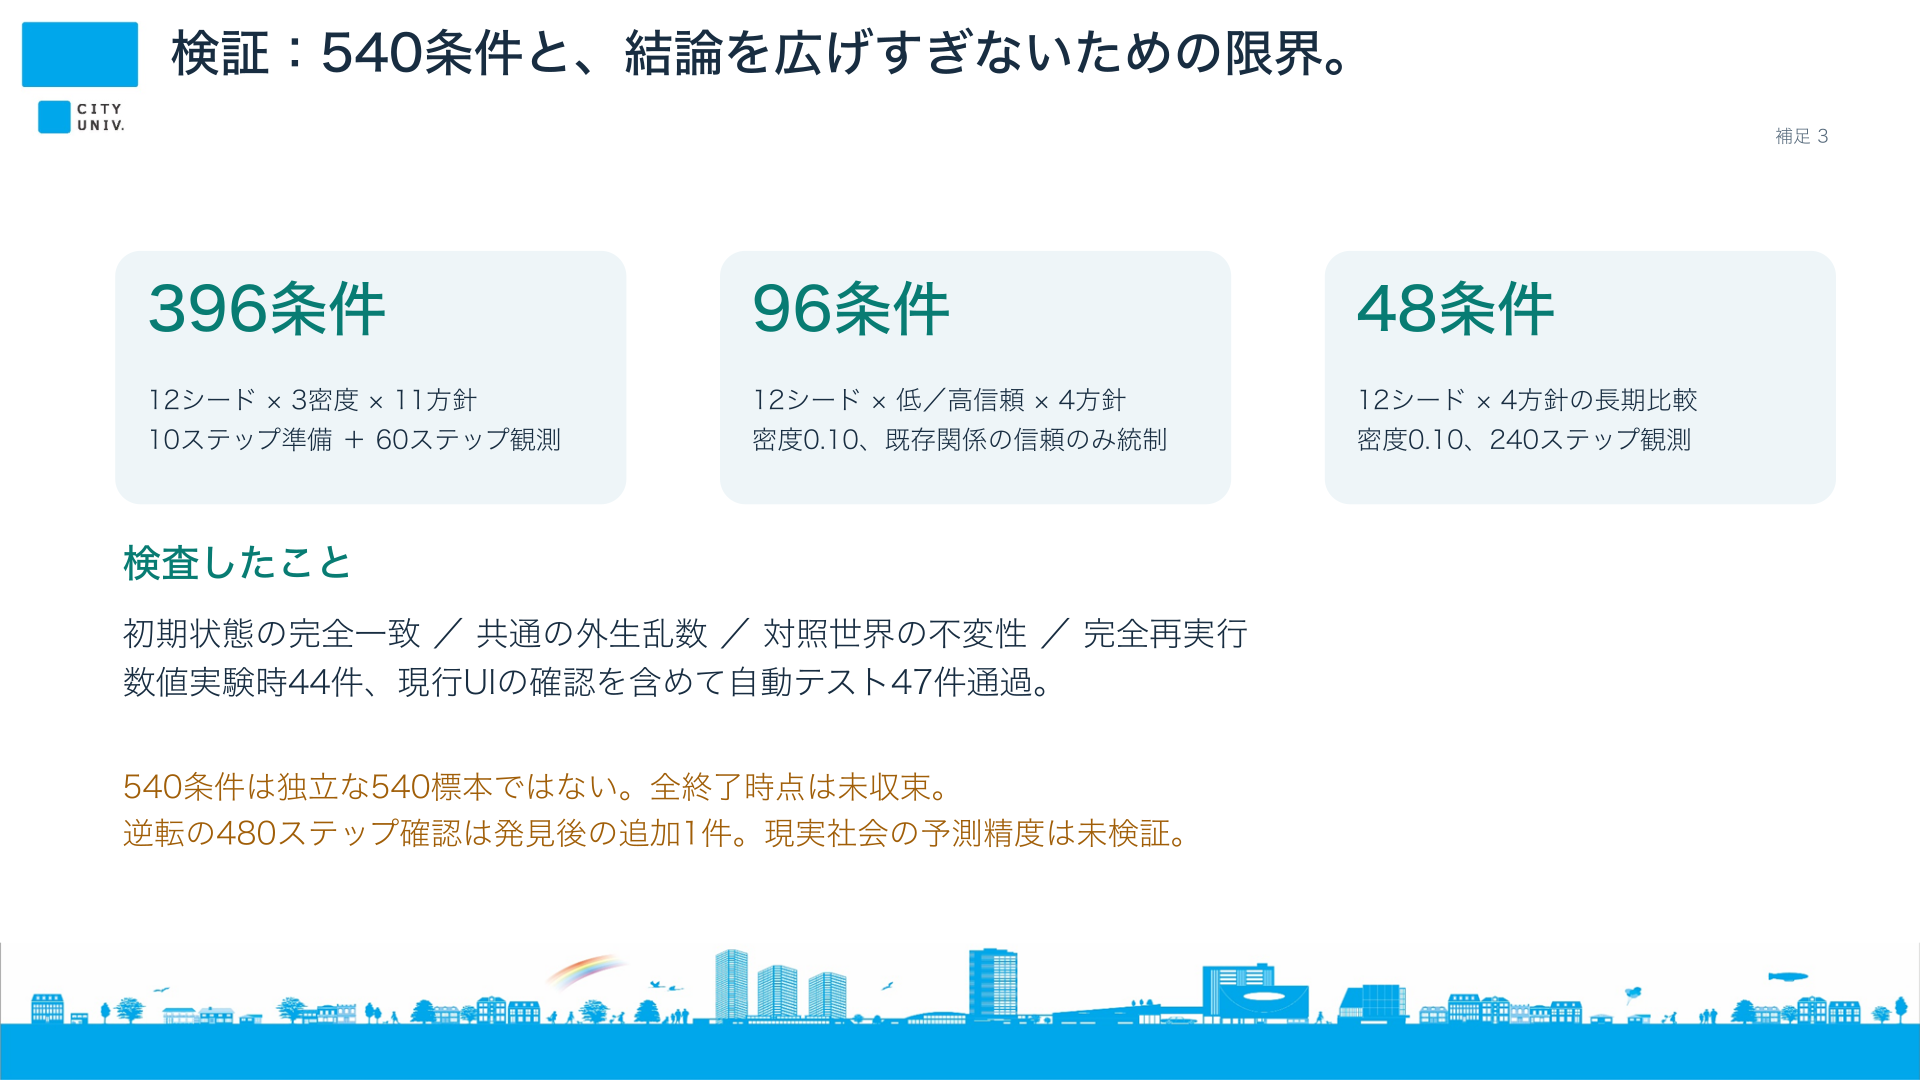 検証：540条件と、結論を広げすぎないための限界。
CITY
UNIV.
補足 3
396条件
12シード × 3密度 × 11方針
10ステップ準備 ＋ 60ステップ観測
96条件
12シード × 低／高信頼 × 4方針
密度0.10、既存関係の信頼のみ統制
48条件
12シード × 4方針の長期比較
密度0.10、240ステップ観測
検査したこと
初期状態の完全一致 ／ 共通の外生乱数 ／ 対照世界の不変性 ／ 完全再実行
数値実験時44件、現行UIの確認を含めて自動テスト47件通過。
540条件は独立な540標本ではない。全終了時点は未収束。
逆転の480ステップ確認は発見後の追加1件。現実社会の予測精度は未検証。